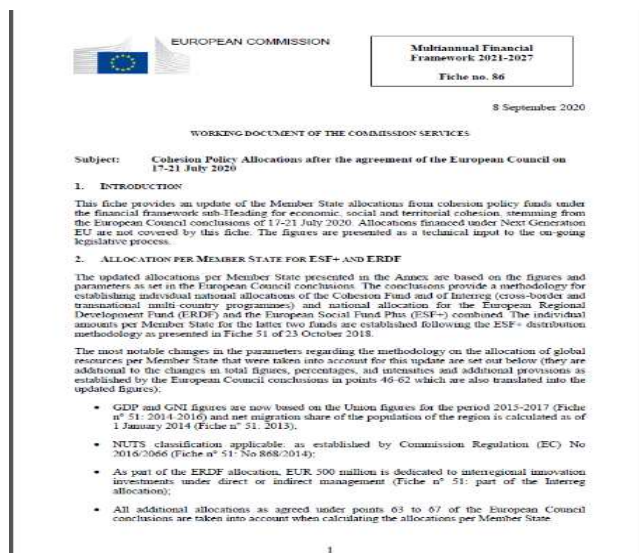 EUROPEAN COMMISSION
Multiannual Financial
Framework 2021-2027
Fiche no. 86
8 September 2020
WORKING DOCUMENT OF THE COMMISSION SERVICES
Subject: Cohesion Policy Allocations after the agreement of the European Council on
17-21 July 2020
1. INTRODUCTION
This fiche provides an update of the Member State allocations from cohesion policy funds under
the financial framework sub-Heading for economic, social and territorial cohesion, stemming from
the European Council conclusions of 17-21 July 2020. Allocations financed under Next Generation
EU are not covered by this fiche. The figures are presented as a technical input to the on-going
legislative process.
2. ALLOCATION PER MEMBER STATE FOR ESF+ AND ERDF
The updated allocations per Member State presented in the Annex are based on the figures and
parameters as set in the European Council conclusions. The conclusions provide a methodology for
establishing individual national allocations of the Cohesion Fund and of Interreg (cross-border and
transnational multi-country programmes) and national allocation for the European Regional
Development Fund (ERDF) and the European Social Fund Plus (ESF+) combined. The individual
amounts per Member State for the latter two funds are established following the ESF+ distribution
methodology as presented in Fiche 51 of 23 October 2018.
The most notable changes in the parameters regarding the methodology on the allocation of global
resources per Member State that were taken into account for this update are set out below (they are
additional to the changes in total figures, percentages, aid intensities and additional provisions as
established by the European Council conclusions in points 46-62 which are also translated into the
updated figures):
• GDP and GNI figures are now based on the Union figures for the period 2015-2017 (Fiche
n° 51: 2014-2016) and net migration share of the population of the region is calculated as of
1 January 2014 (Fiche n° 51: 2013);
• NUTS classification applicable: as established by Commission Regulation (EC) No
2016/2066 (Fiche n° 51: No 868/2014);
• As part of the ERDF allocation, EUR 500 million is dedicated to interregional innovation
investments under direct or indirect management (Fiche n° 51: part of the Interreg
allocation);
• All additional allocations as agreed under points 63 to 67 of the European Council
conclusions are taken into account when calculating the allocations per Member State.
1